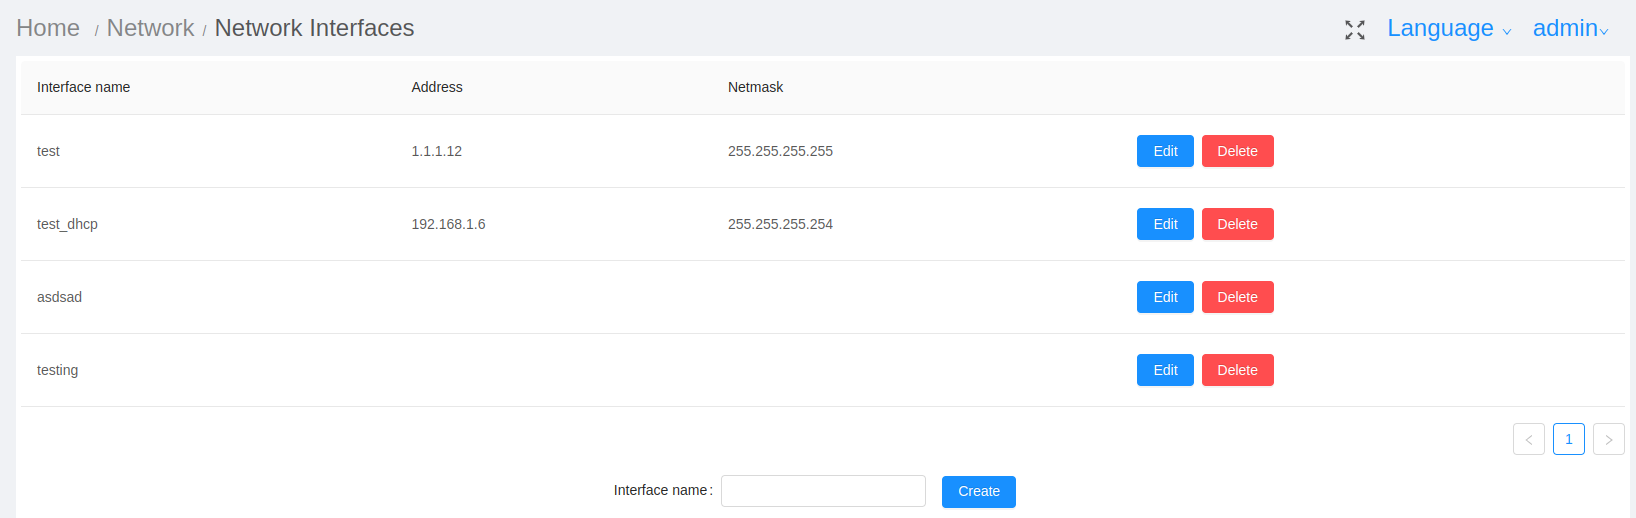 Home / Network / Network Interfaces Language admin
Interface name Address Netmask
test 1.1.1.12 255.255.255.255 Edit Delete
test_dhcp 192.168.1.6 255.255.255.254 Edit Delete
asdsad Edit Delete
testing Edit Delete
1
Interface name: Create